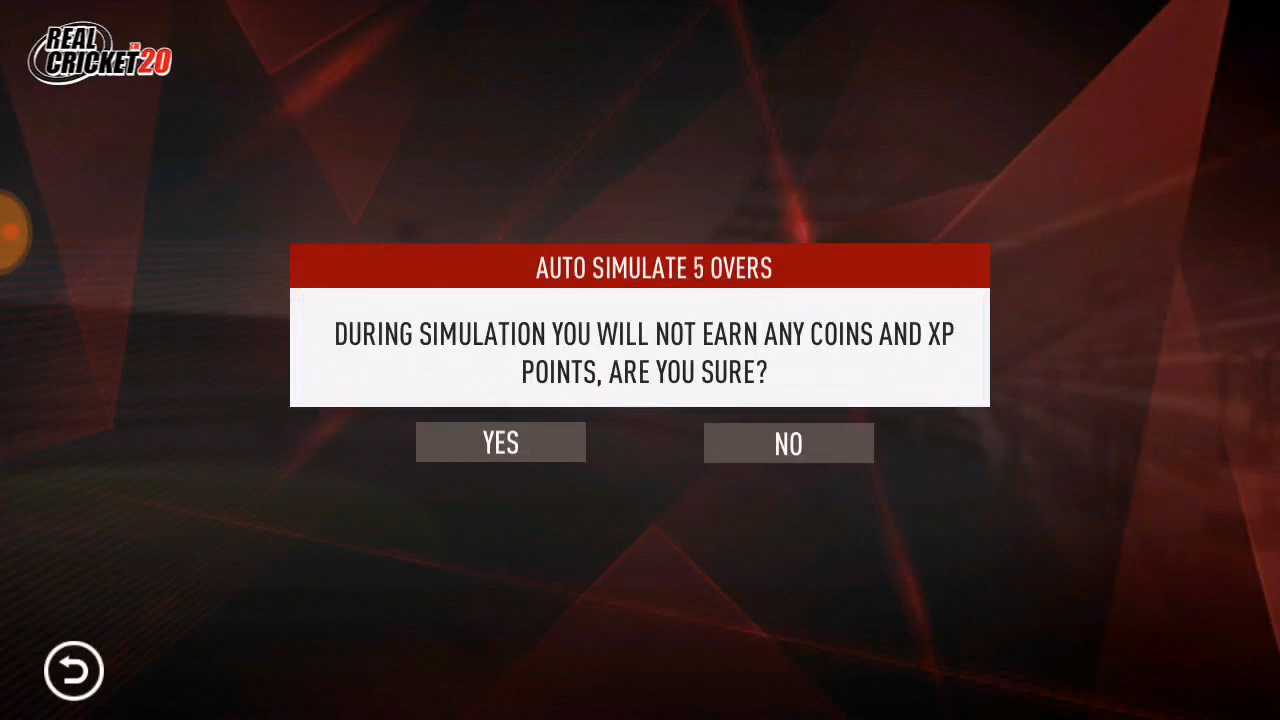 REAL
CRICKET™20
AUTO SIMULATE 5 OVERS
DURING SIMULATION YOU WILL NOT EARN ANY COINS AND XP
POINTS, ARE YOU SURE?
YES
NO